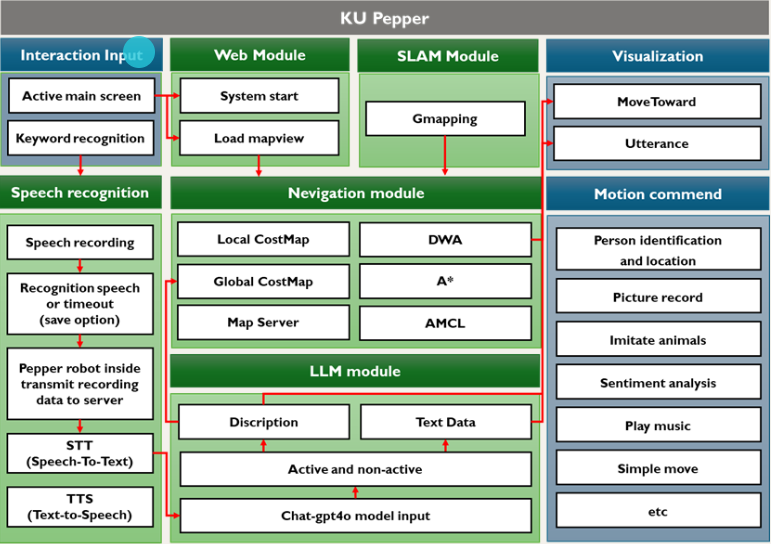 KU Pepper
Interaction Input
Active main screen
Keyword recognition
Web Module
System start
Load mapview
SLAM Module
Gmapping
Visualization
MoveToward
Utterance
Speech recognition
Speech recording
Recognition speech
or timeout
(save option)
Pepper robot inside
transmit recording
data to server
STT
(Speech-To-Text)
TTS
(Text-to-Speech)
Nevigation module
Local CostMap
DWA
Global CostMap
A*
Map Server
AMCL
LLM module
Discription
Text Data
Active and non-active
Chat-gpt4o model input
Motion commend
Person identification
and location
Picture record
Imitate animals
Sentiment analysis
Play music
Simple move
etc